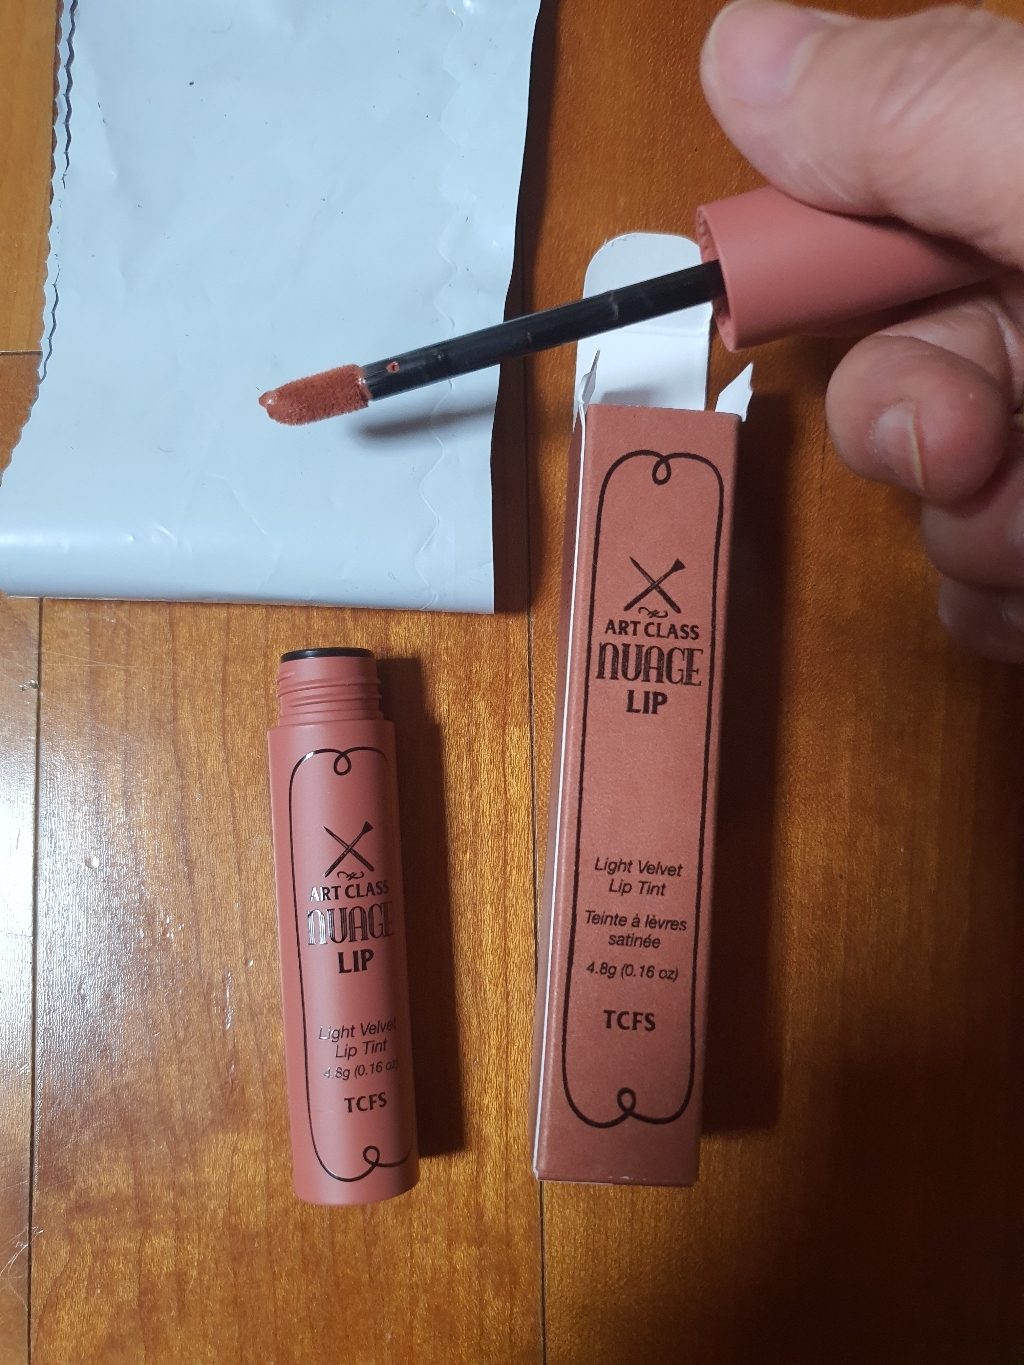 ART CLASS
NUAGE
LIP
Light Velvet
Lip Tint
4.8g (0.16 oz)
TCFS
ART CLASS
NUAGE
LIP
Light Velvet
Lip Tint
Teinte à lèvres
satinée
4.8g (0.16 oz)
TCFS